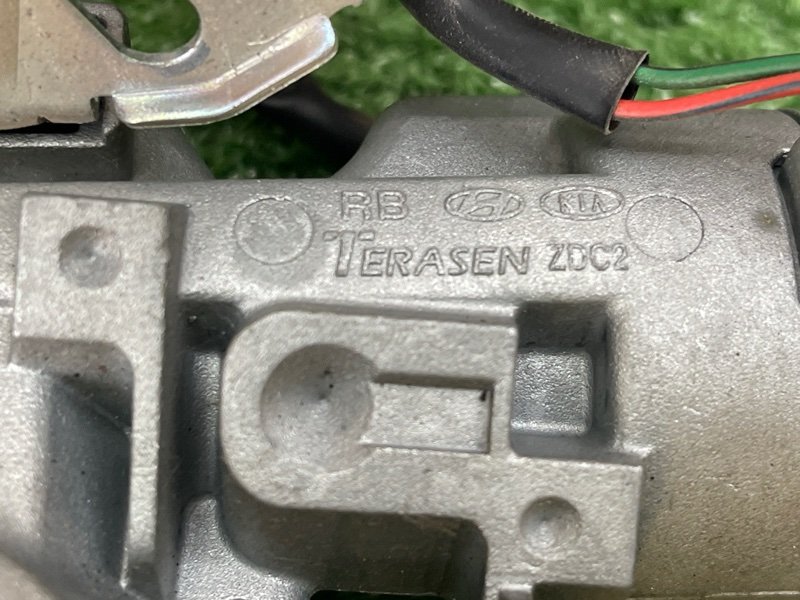 RB KIA
TERASEN ZDC2